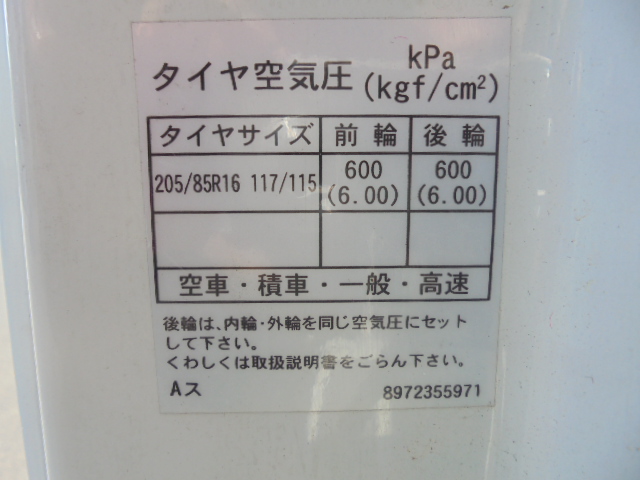 タイヤ空気圧 kPa
(kgf/cm²)
タイヤサイズ 前輪 後輪
205/85R16 117/115 600 600
(6.00) (6.00)
空車・積車・一般・高速
後輪は、内輪・外輪を同じ空気圧にセット
して下さい。
くわしくは取扱説明書をごらん下さい。
Aス 8972355971